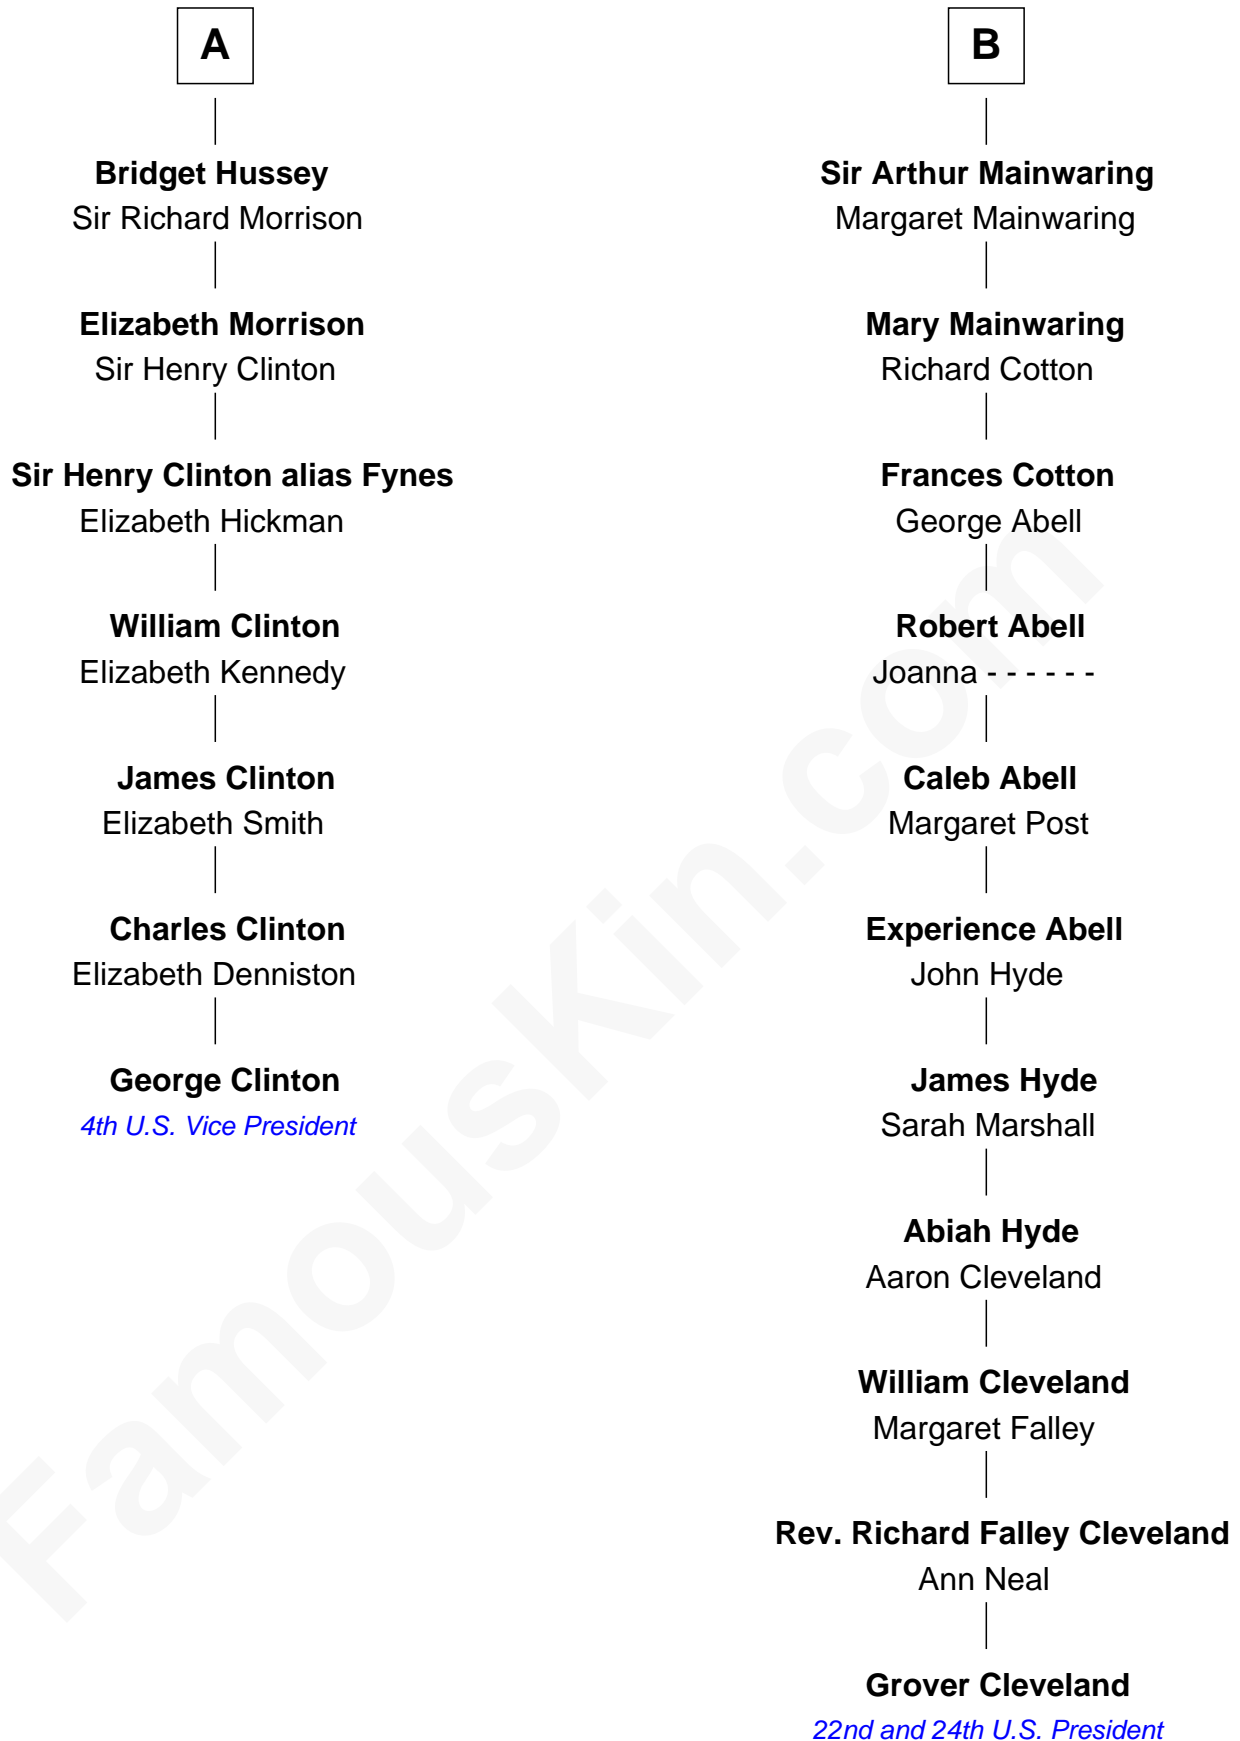 A
Bridget Hussey
Sir Richard Morrison
Elizabeth Morrison
Sir Henry Clinton
Sir Henry Clinton alias Fynes
Elizabeth Hickman
William Clinton
Elizabeth Kennedy
James Clinton
Elizabeth Smith
Charles Clinton
Elizabeth Denniston
George Clinton
4th U.S. Vice President
B
Sir Arthur Mainwaring
Margaret Mainwaring
Mary Mainwaring
Richard Cotton
Frances Cotton
George Abell
Robert Abell
Joanna - - - - - -
Caleb Abell
Margaret Post
Experience Abell
John Hyde
James Hyde
Sarah Marshall
Abiah Hyde
Aaron Cleveland
William Cleveland
Margaret Falley
Rev. Richard Falley Cleveland
Ann Neal
Grover Cleveland
22nd and 24th U.S. President
FamousKin.com